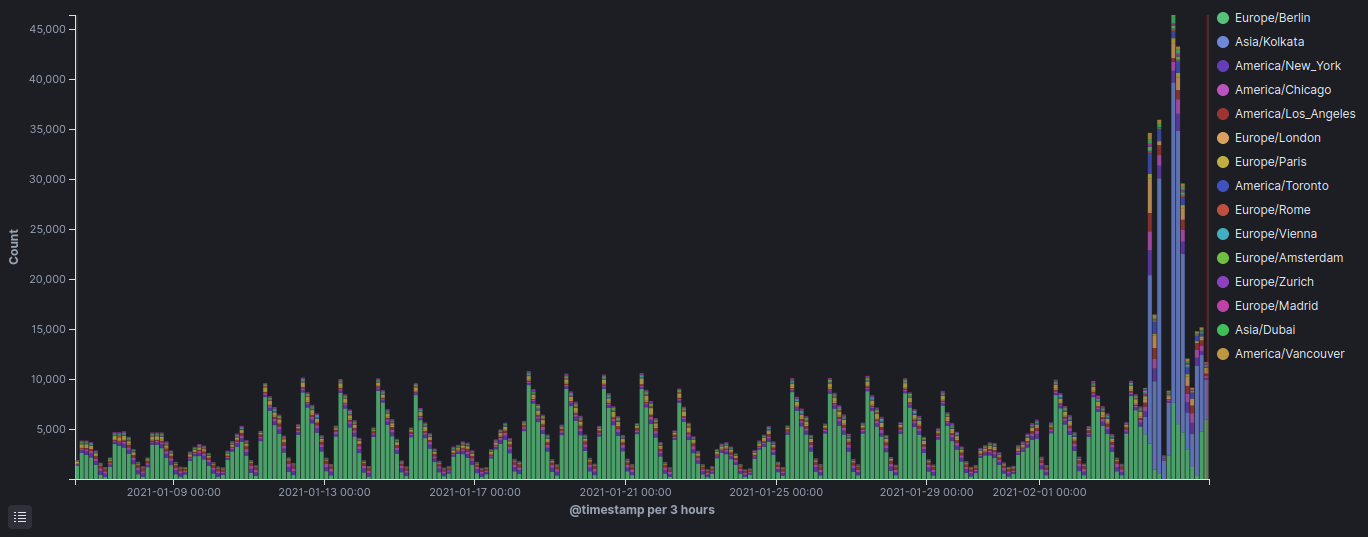 45,000
40,000
35,000
30,000
25,000
20,000
15,000
10,000
5,000
Count
2021-01-09 00:00
2021-01-13 00:00
2021-01-17 00:00
2021-01-21 00:00
2021-01-25 00:00
2021-01-29 00:00
2021-02-01 00:00
@timestamp per 3 hours
Europe/Berlin
Asia/Kolkata
America/New_York
America/Chicago
America/Los_Angeles
Europe/London
Europe/Paris
America/Toronto
Europe/Rome
Europe/Vienna
Europe/Amsterdam
Europe/Zurich
Europe/Madrid
Asia/Dubai
America/Vancouver